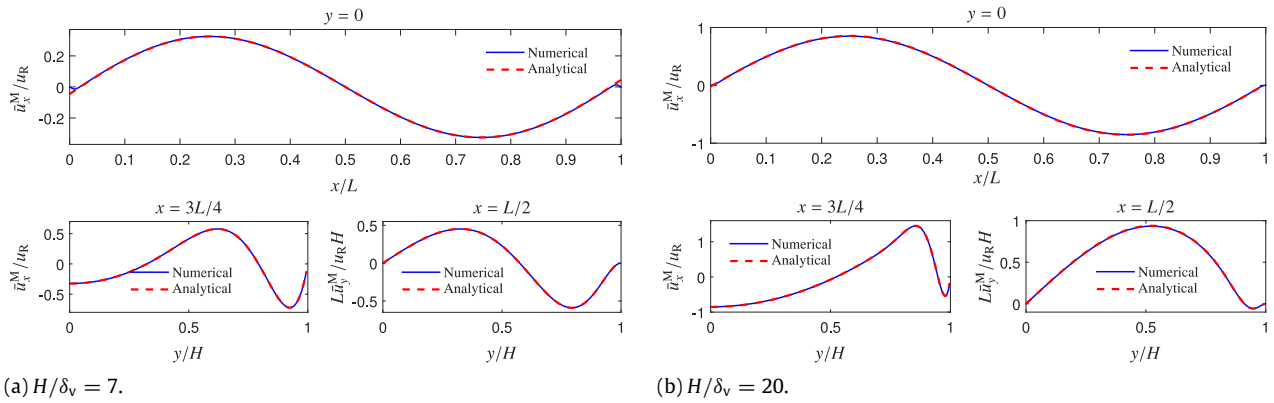 y = 0
ū_x^M/u_R
0.2
0
-0.2
Numerical
Analytical
0 0.1 0.2 0.3 0.4 0.5 0.6 0.7 0.8 0.9 1
x/L
x = 3L/4
ū_x^M/u_R
0.5
0
-0.5
Numerical
Analytical
0 0.5 1
y/H
x = L/2
Lū_y^M/u_R H
0.5
0
-0.5
Numerical
Analytical
0 0.5 1
y/H
(a) H/δ_v = 7.
y = 0
ū_x^M/u_R
1
0
-1
Numerical
Analytical
0 0.1 0.2 0.3 0.4 0.5 0.6 0.7 0.8 0.9 1
x/L
x = 3L/4
ū_x^M/u_R
1
0
-1
Numerical
Analytical
0 0.5 1
y/H
x = L/2
Lū_y^M/u_R H
1
0.5
0
Numerical
Analytical
0 0.5 1
y/H
(b) H/δ_v = 20.